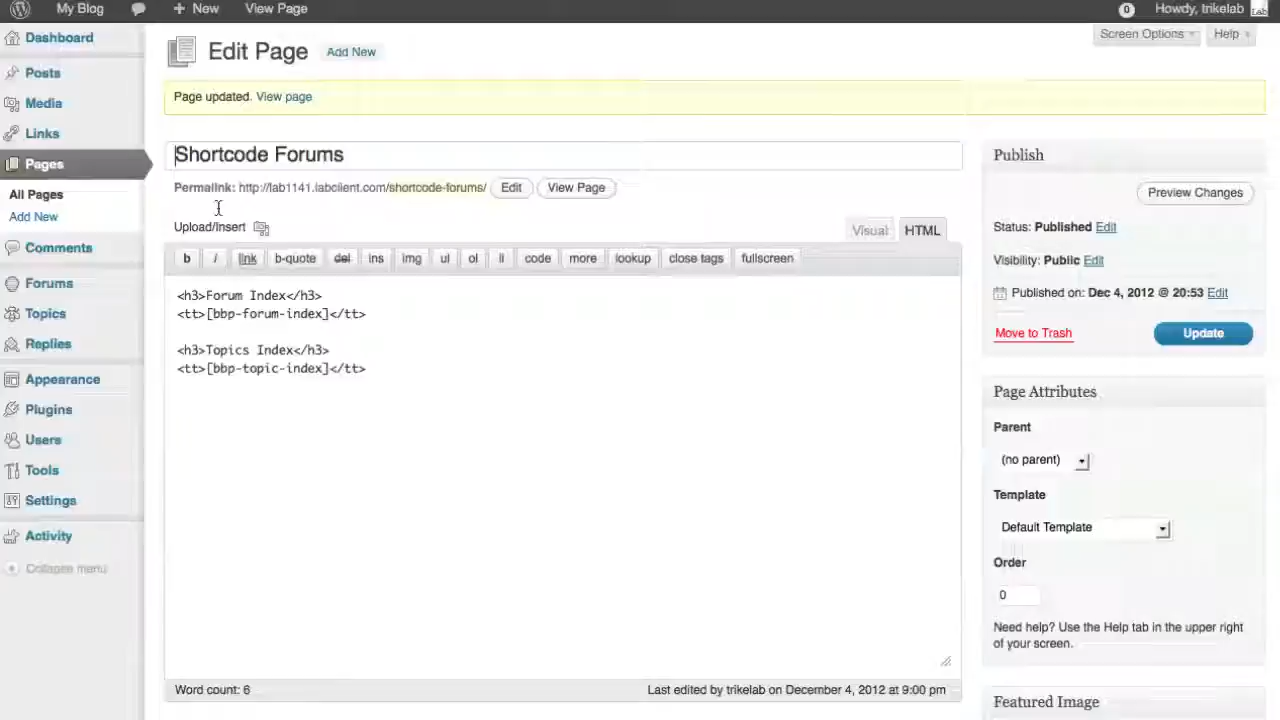 My Blog
+ New
View Page
0
Howdy, trikelab
Lab
Dashboard
Posts
Media
Links
Pages
All Pages
Add New
Comments
Forums
Topics
Replies
Appearance
Plugins
Users
Tools
Settings
Activity
Collapse menu
Screen Options
Help
Edit Page
Add New
Page updated. View page
Shortcode Forums
Permalink: http://lab1141.labclient.com/shortcode-forums/
Edit
View Page
Upload/Insert
Visual
HTML
b
i
link
b-quote
del
ins
img
ul
ol
li
code
more
lookup
close tags
fullscreen
<h3>Forum Index</h3>
<tt>[bbp-forum-index]</tt>
<h3>Topics Index</h3>
<tt>[bbp-topic-index]</tt>
Word count: 6
Last edited by trikelab on December 4, 2012 at 9:00 pm
Publish
Preview Changes
Status: Published Edit
Visibility: Public Edit
Published on: Dec 4, 2012 @ 20:53 Edit
Move to Trash
Update
Page Attributes
Parent
(no parent)
Template
Default Template
Order
0
Need help? Use the Help tab in the upper right
of your screen.
Featured Image